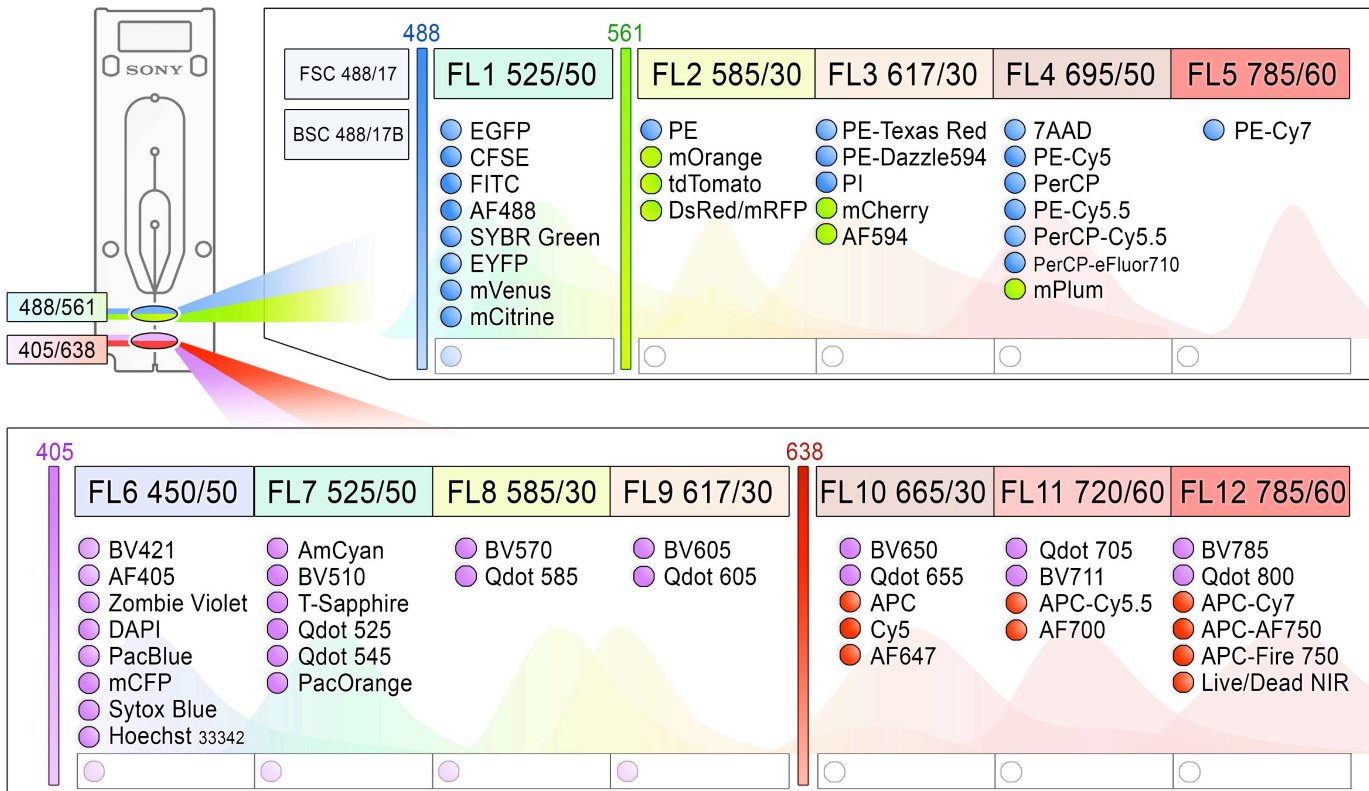 SONY
488/561
405/638
488
561
FSC 488/17
BSC 488/17B
FL1 525/50
FL2 585/30
FL3 617/30
FL4 695/50
FL5 785/60
EGFP
CFSE
FITC
AF488
SYBR Green
EYFP
mVenus
mCitrine
PE
mOrange
tdTomato
DsRed/mRFP
PE-Texas Red
PE-Dazzle594
PI
mCherry
AF594
7AAD
PE-Cy5
PerCP
PE-Cy5.5
PerCP-Cy5.5
PerCP-eFluor710
mPlum
PE-Cy7
405
638
FL6 450/50
FL7 525/50
FL8 585/30
FL9 617/30
FL10 665/30
FL11 720/60
FL12 785/60
BV421
AF405
Zombie Violet
DAPI
PacBlue
mCFP
Sytox Blue
Hoechst 33342
AmCyan
BV510
T-Sapphire
Qdot 525
Qdot 545
PacOrange
BV570
Qdot 585
BV605
Qdot 605
BV650
Qdot 655
APC
Cy5
AF647
Qdot 705
BV711
APC-Cy5.5
AF700
BV785
Qdot 800
APC-Cy7
APC-AF750
APC-Fire 750
Live/Dead NIR